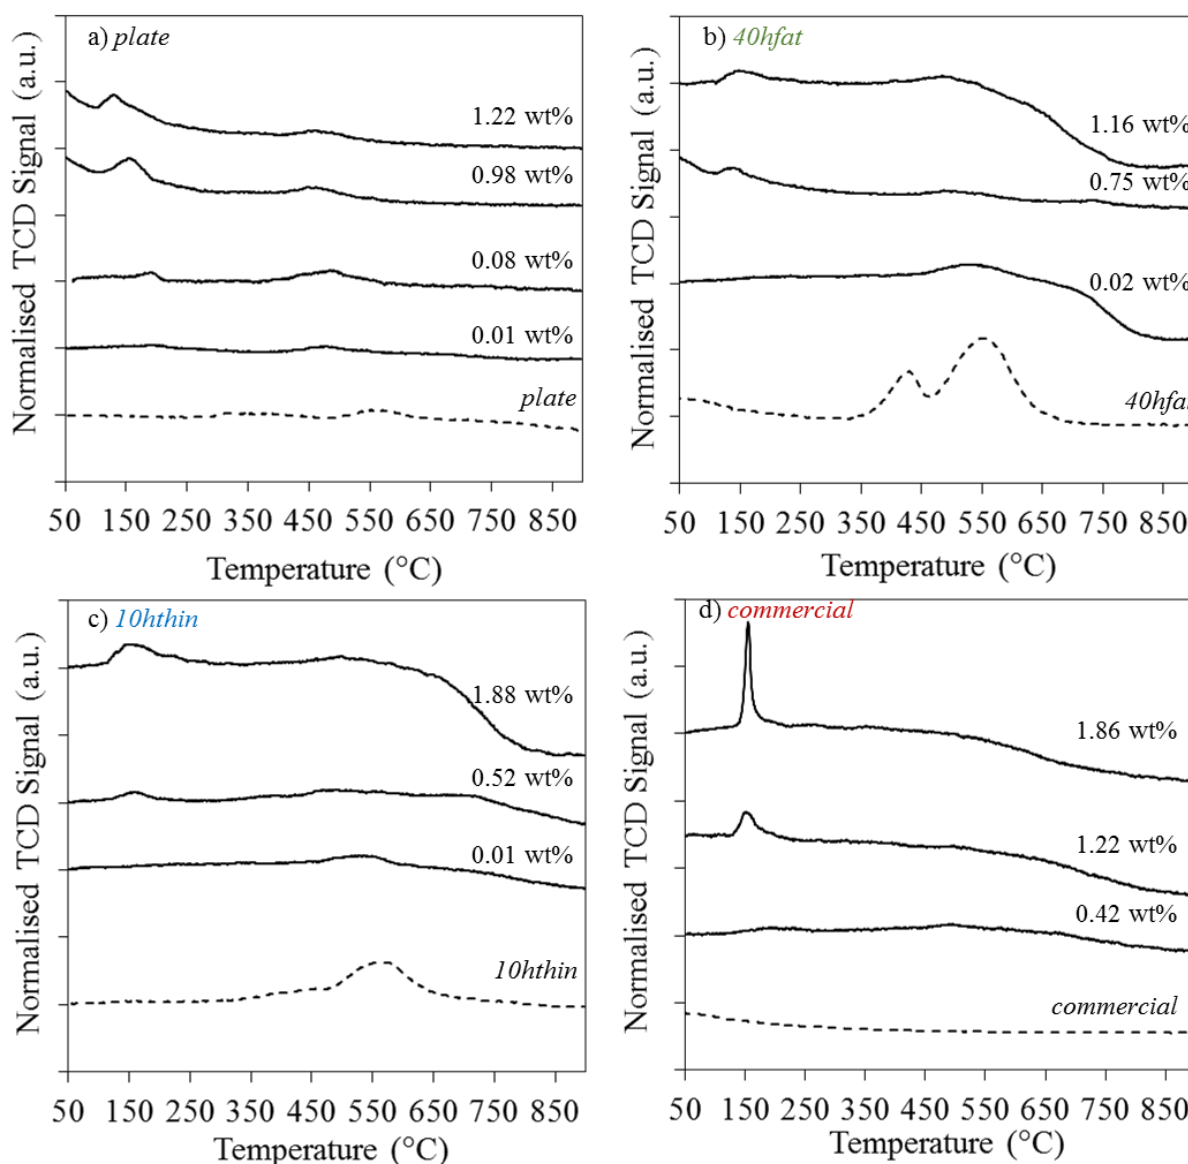 a) plate
Normalised TCD Signal (a.u.)
1.22 wt%
0.98 wt%
0.08 wt%
0.01 wt%
plate
50 150 250 350 450 550 650 750 850
Temperature (°C)
b) 40hfat
Normalised TCD Signal (a.u.)
1.16 wt%
0.75 wt%
0.02 wt%
40hfat
50 150 250 350 450 550 650 750 850
Temperature (°C)
c) 10hthin
Normalised TCD Signal (a.u.)
1.88 wt%
0.52 wt%
0.01 wt%
10hthin
50 150 250 350 450 550 650 750 850
Temperature (°C)
d) commercial
Normalised TCD Signal (a.u.)
1.86 wt%
1.22 wt%
0.42 wt%
commercial
50 150 250 350 450 550 650 750 850
Temperature (°C)